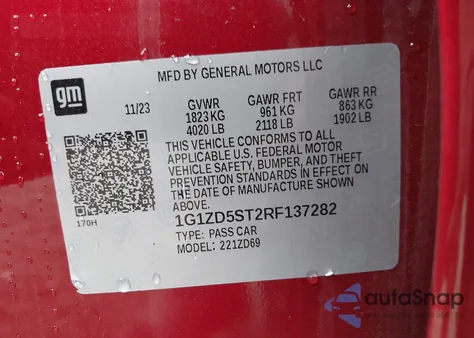 MFD BY GENERAL MOTORS LLC
gm
11/23
GVWR GAWR FRT GAWR RR
1823 KG 961 KG 863 KG
4020 LB 2118 LB 1902 LB
THIS VEHICLE CONFORMS TO ALL
APPLICABLE U.S. FEDERAL MOTOR
VEHICLE SAFETY, BUMPER, AND THEFT
PREVENTION STANDARDS IN EFFECT ON
THE DATE OF MANUFACTURE SHOWN
ABOVE.
170H
1G1ZD5ST2RF137282
TYPE: PASS CAR
MODEL: 221ZD69
autoSnap